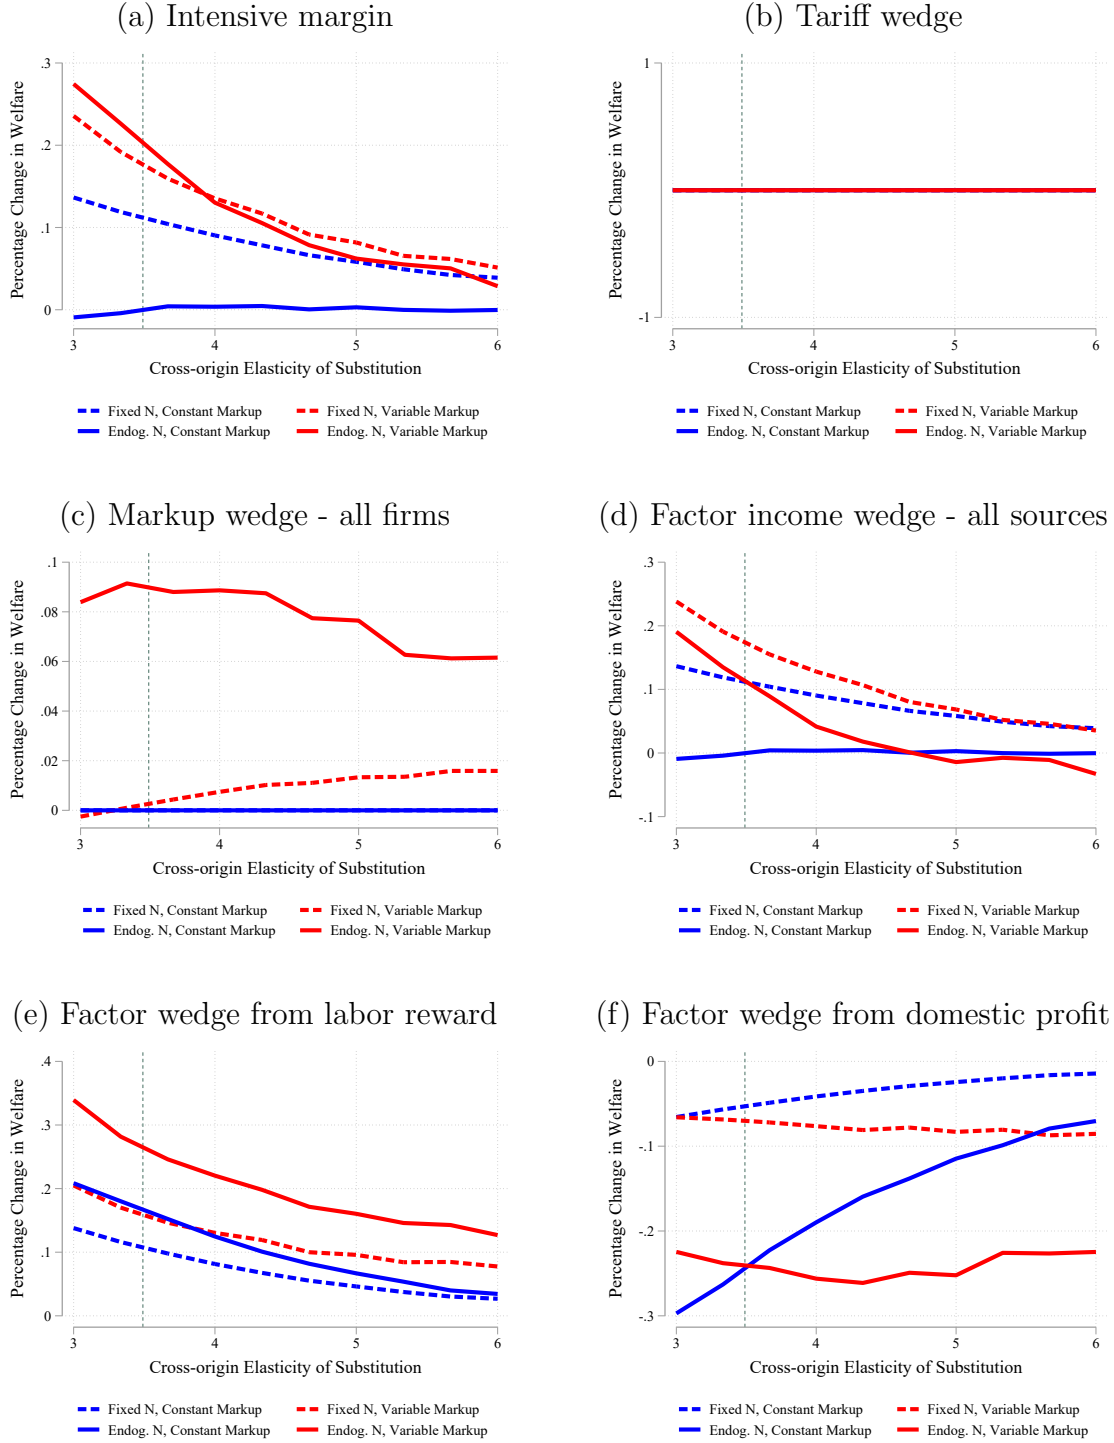 (a) Intensive margin
Percentage Change in Welfare
.3
.2
.1
0
3 4 5 6
Cross-origin Elasticity of Substitution
Fixed N, Constant Markup Fixed N, Variable Markup
Endog. N, Constant Markup Endog. N, Variable Markup
(b) Tariff wedge
Percentage Change in Welfare
1
-1
3 4 5 6
Cross-origin Elasticity of Substitution
Fixed N, Constant Markup Fixed N, Variable Markup
Endog. N, Constant Markup Endog. N, Variable Markup
(c) Markup wedge - all firms
Percentage Change in Welfare
.1
.08
.06
.04
.02
0
3 4 5 6
Cross-origin Elasticity of Substitution
Fixed N, Constant Markup Fixed N, Variable Markup
Endog. N, Constant Markup Endog. N, Variable Markup
(d) Factor income wedge - all sources
Percentage Change in Welfare
.3
.2
.1
0
-.1
3 4 5 6
Cross-origin Elasticity of Substitution
Fixed N, Constant Markup Fixed N, Variable Markup
Endog. N, Constant Markup Endog. N, Variable Markup
(e) Factor wedge from labor reward
Percentage Change in Welfare
.4
.3
.2
.1
0
3 4 5 6
Cross-origin Elasticity of Substitution
Fixed N, Constant Markup Fixed N, Variable Markup
Endog. N, Constant Markup Endog. N, Variable Markup
(f) Factor wedge from domestic profit
Percentage Change in Welfare
0
-.1
-.2
-.3
3 4 5 6
Cross-origin Elasticity of Substitution
Fixed N, Constant Markup Fixed N, Variable Markup
Endog. N, Constant Markup Endog. N, Variable Markup